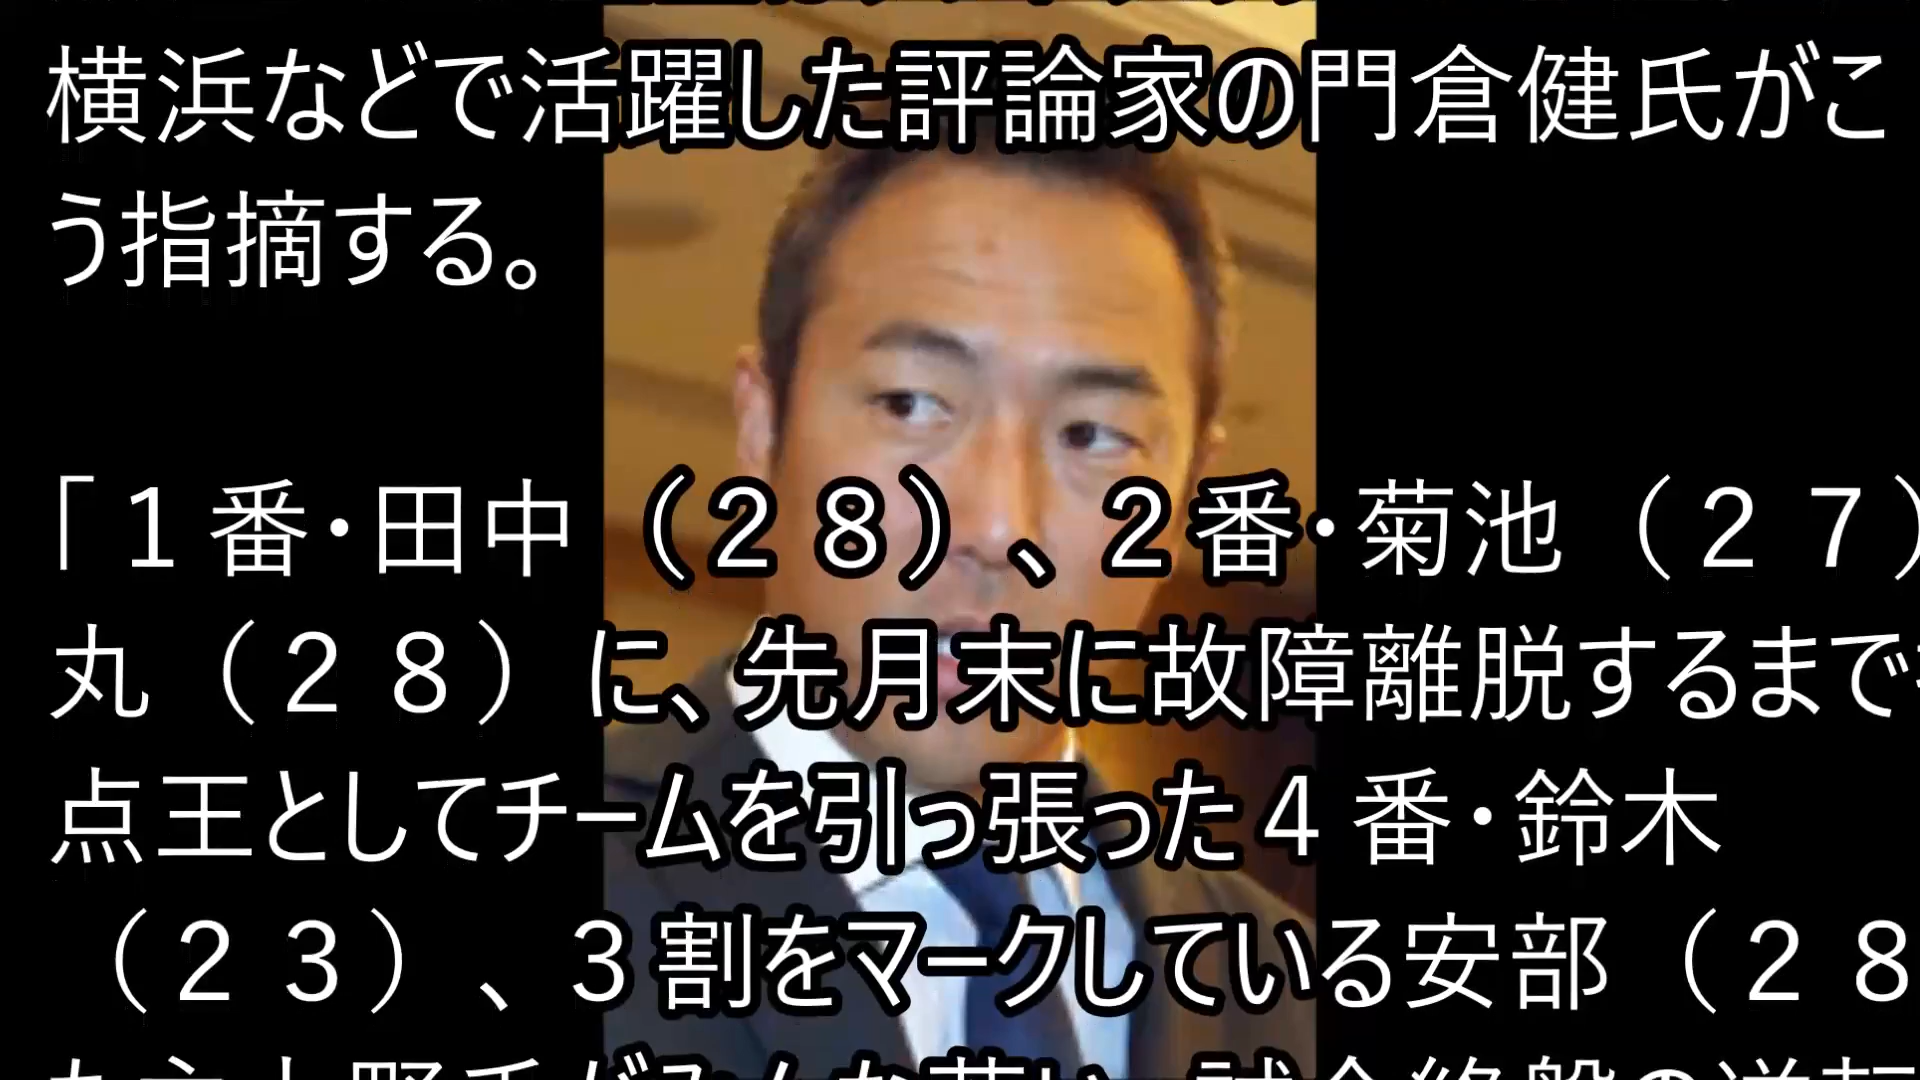 横浜などで活躍した評論家の門倉健氏がこ
う指摘する。
「１番・田中（２８）、２番・菊池（２７）
丸（２８）に、先月末に故障離脱するまで
点王としてチームを引っ張った４番・鈴木
（２３）、３割をマークしている安部（２８